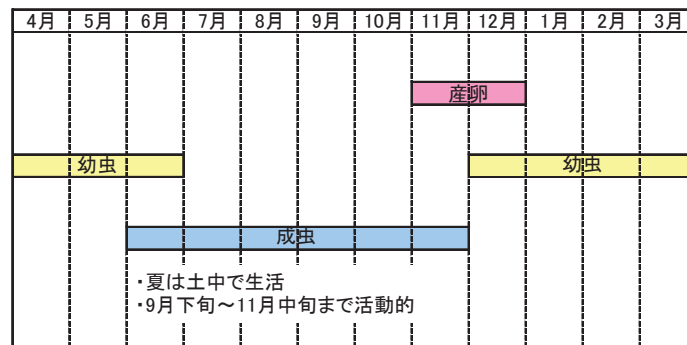 4月 5月 6月 7月 8月 9月 10月 11月 12月 1月 2月 3月
産卵
幼虫 幼虫
成虫
・夏は土中で生活
・9月下旬～11月中旬まで活動的